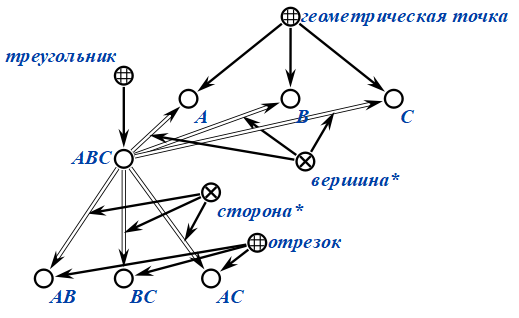 геометрическая точка
треугольник
A
B
C
ABC
вершина*
сторона*
отрезок
AB
BC
AC